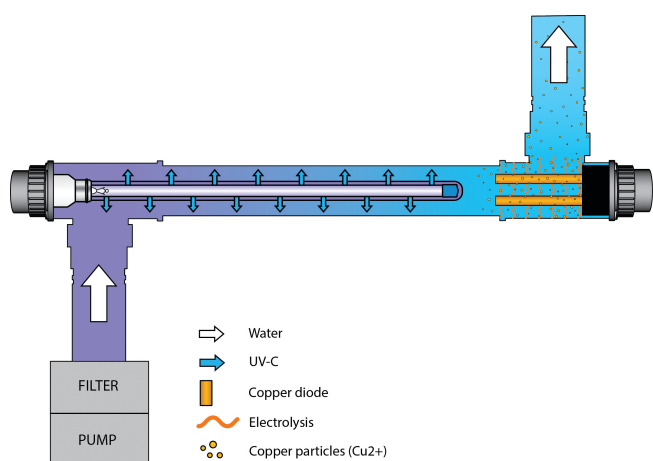 Water
UV-C
FILTER
Copper diode
Electrolysis
PUMP
Copper particles (Cu2+)